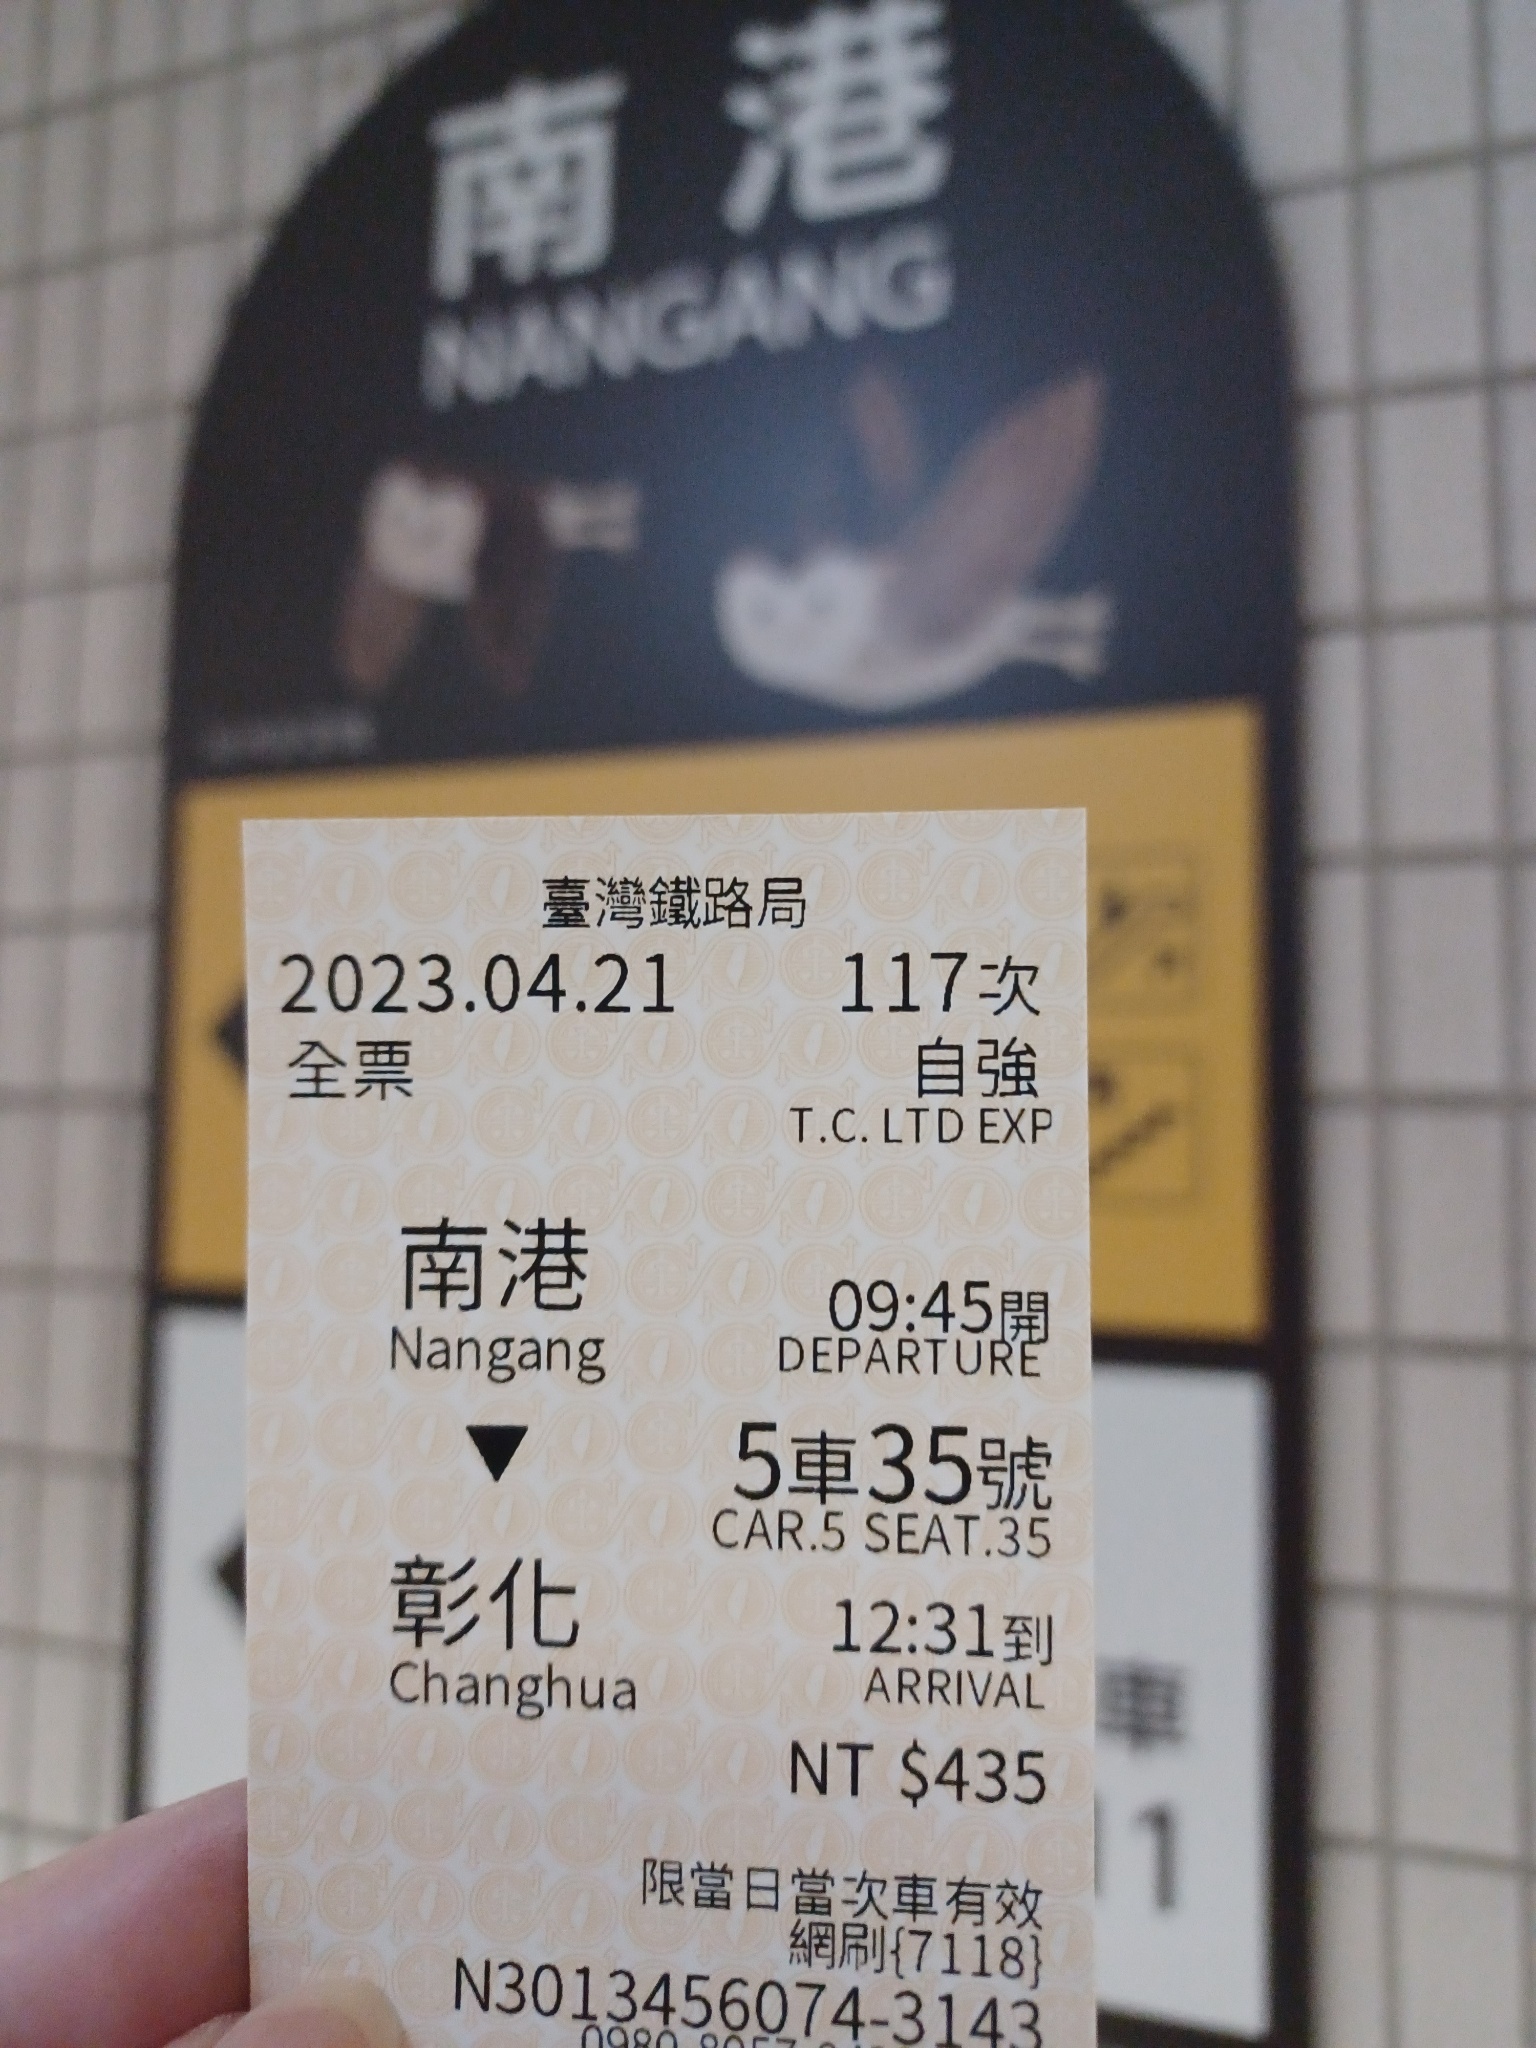 南港
NANGANG
臺灣鐵路局
2023.04.21 117次
全票 自強
T.C. LTD EXP
南港
Nangang
09:45開
DEPARTURE
▼
5車35號
CAR.5 SEAT.35
彰化
Changhua
12:31到
ARRIVAL
NT $435
限當日當次車有效
網刷{7118}
N3013456074-3143
車
1